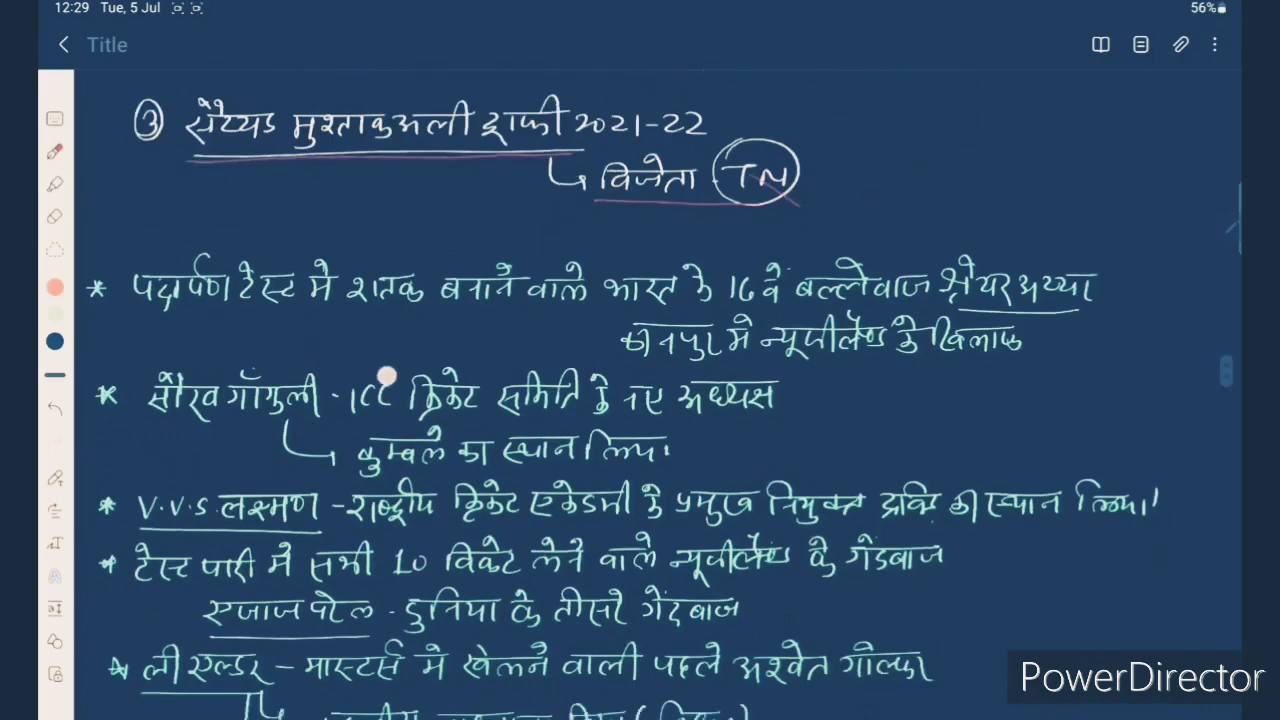 12:29 Tue, 5 Jul
56%
Title
③ सैय्यद मुश्ताक अली ट्राफी 2021-22
↳ विजेता TN
* पदार्पण टेस्ट मे शतक बनाने वाले भारत के 16 वें बल्लेबाज श्रेयर अय्या
कानपुर मे न्यूजीलैण्ड के खिलाफ
* सौरव गाँगुली - ICC क्रिकेट समिति के नए अध्यक्ष
↳ कुम्बले का स्थान लिया
* V.V.S लक्ष्मण - राष्ट्रीय क्रिकेट एकेडमी के प्रमुख नियुक्त द्रविड की स्थान लिया।
* टेस्ट पारी मे सभी 10 विकेट लेने वाले न्यूजीलैण्ड के गेंडबाज
एजाज पटेल - दुनिया के तीसरे गेंदबाज
* ली एल्डर - मास्टर्स मे खेलने वाली पहले अश्वेत गोल्फर
PowerDirector